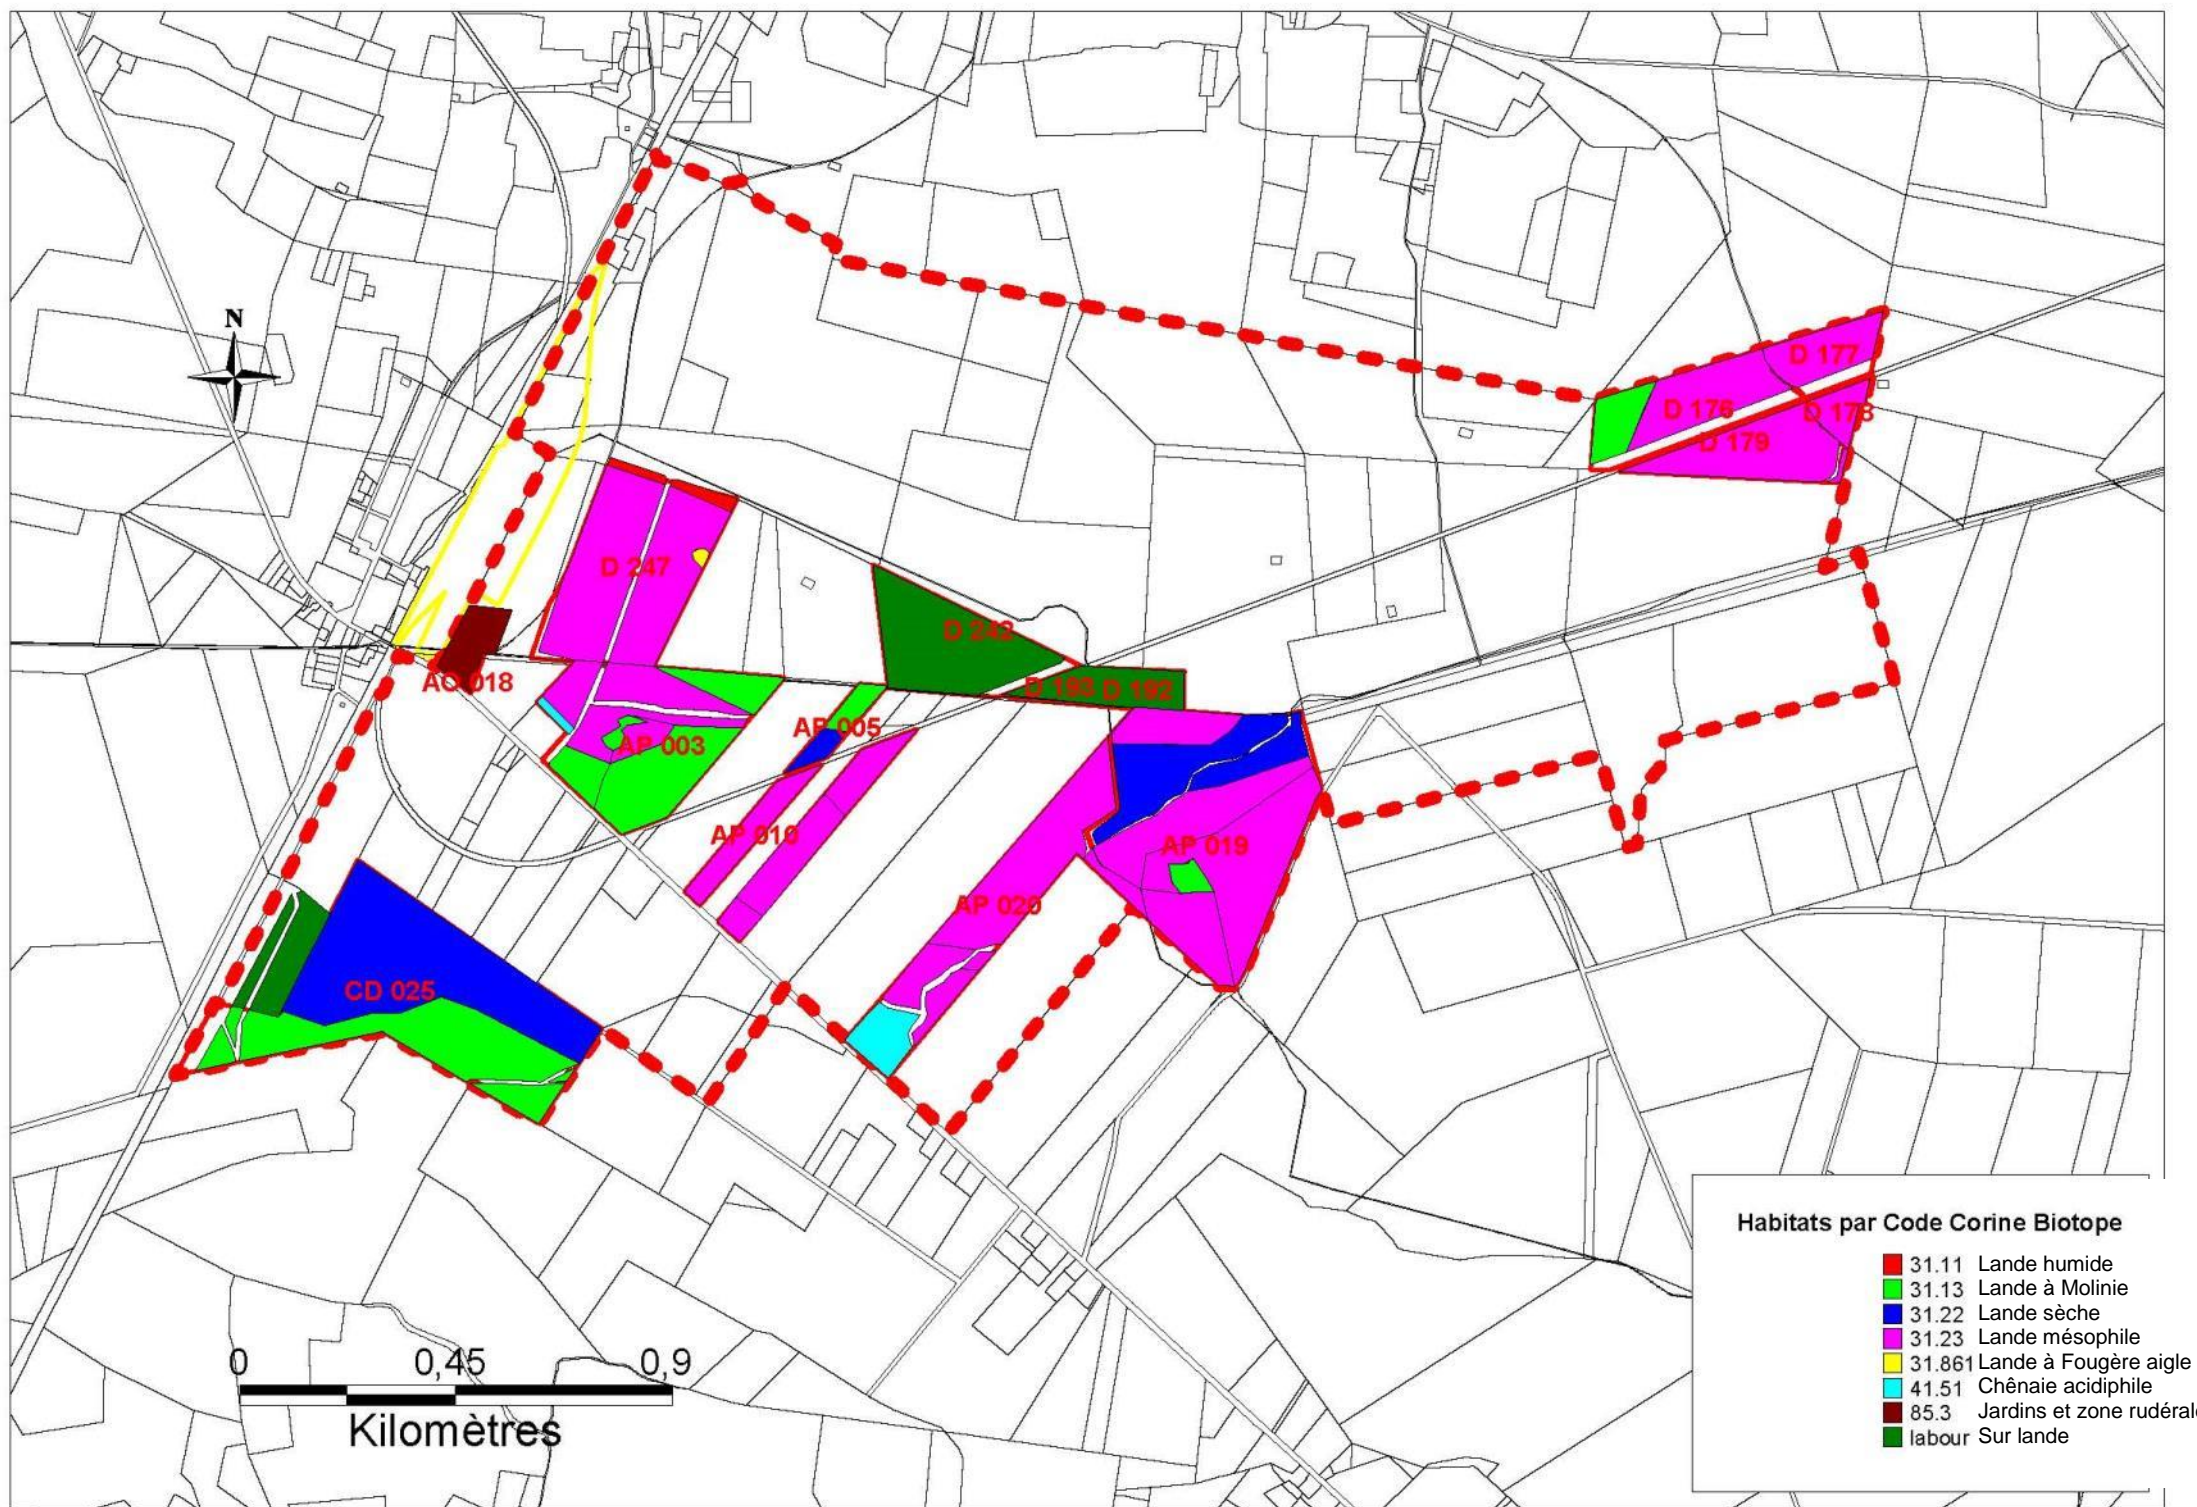 N
D 177
D 176
D 178
D 179
D 247
D 242
AO 018
D 193 D 192
AP 005
AP 003
AP 010
AP 019
AP 020
CD 025
0 0,45 0,9
Kilomètres
Habitats par Code Corine Biotope
31.11 Lande humide
31.13 Lande à Molinie
31.22 Lande sèche
31.23 Lande mésophile
31.861 Lande à Fougère aigle
41.51 Chênaie acidiphile
85.3 Jardins et zone rudérale
labour Sur lande